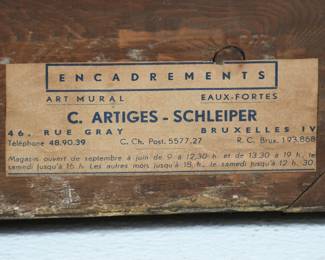 ENCADREMENTS
ART MURAL EAUX-FORTES
C. ARTIGES - SCHLEIPER
46, RUE GRAY BRUXELLES IV
Téléphone 48.90.39 C. Ch. Post. 5577.27 R. C. Brux. 193.868
Magasin ouvert de septembre à juin de 9 à 12,30 h. et de 13.30 à 19 h., le
samedi jusqu'à 16 h. Les autres mois jusqu'à 18 h., le samedi jusqu'à 12 h. 30